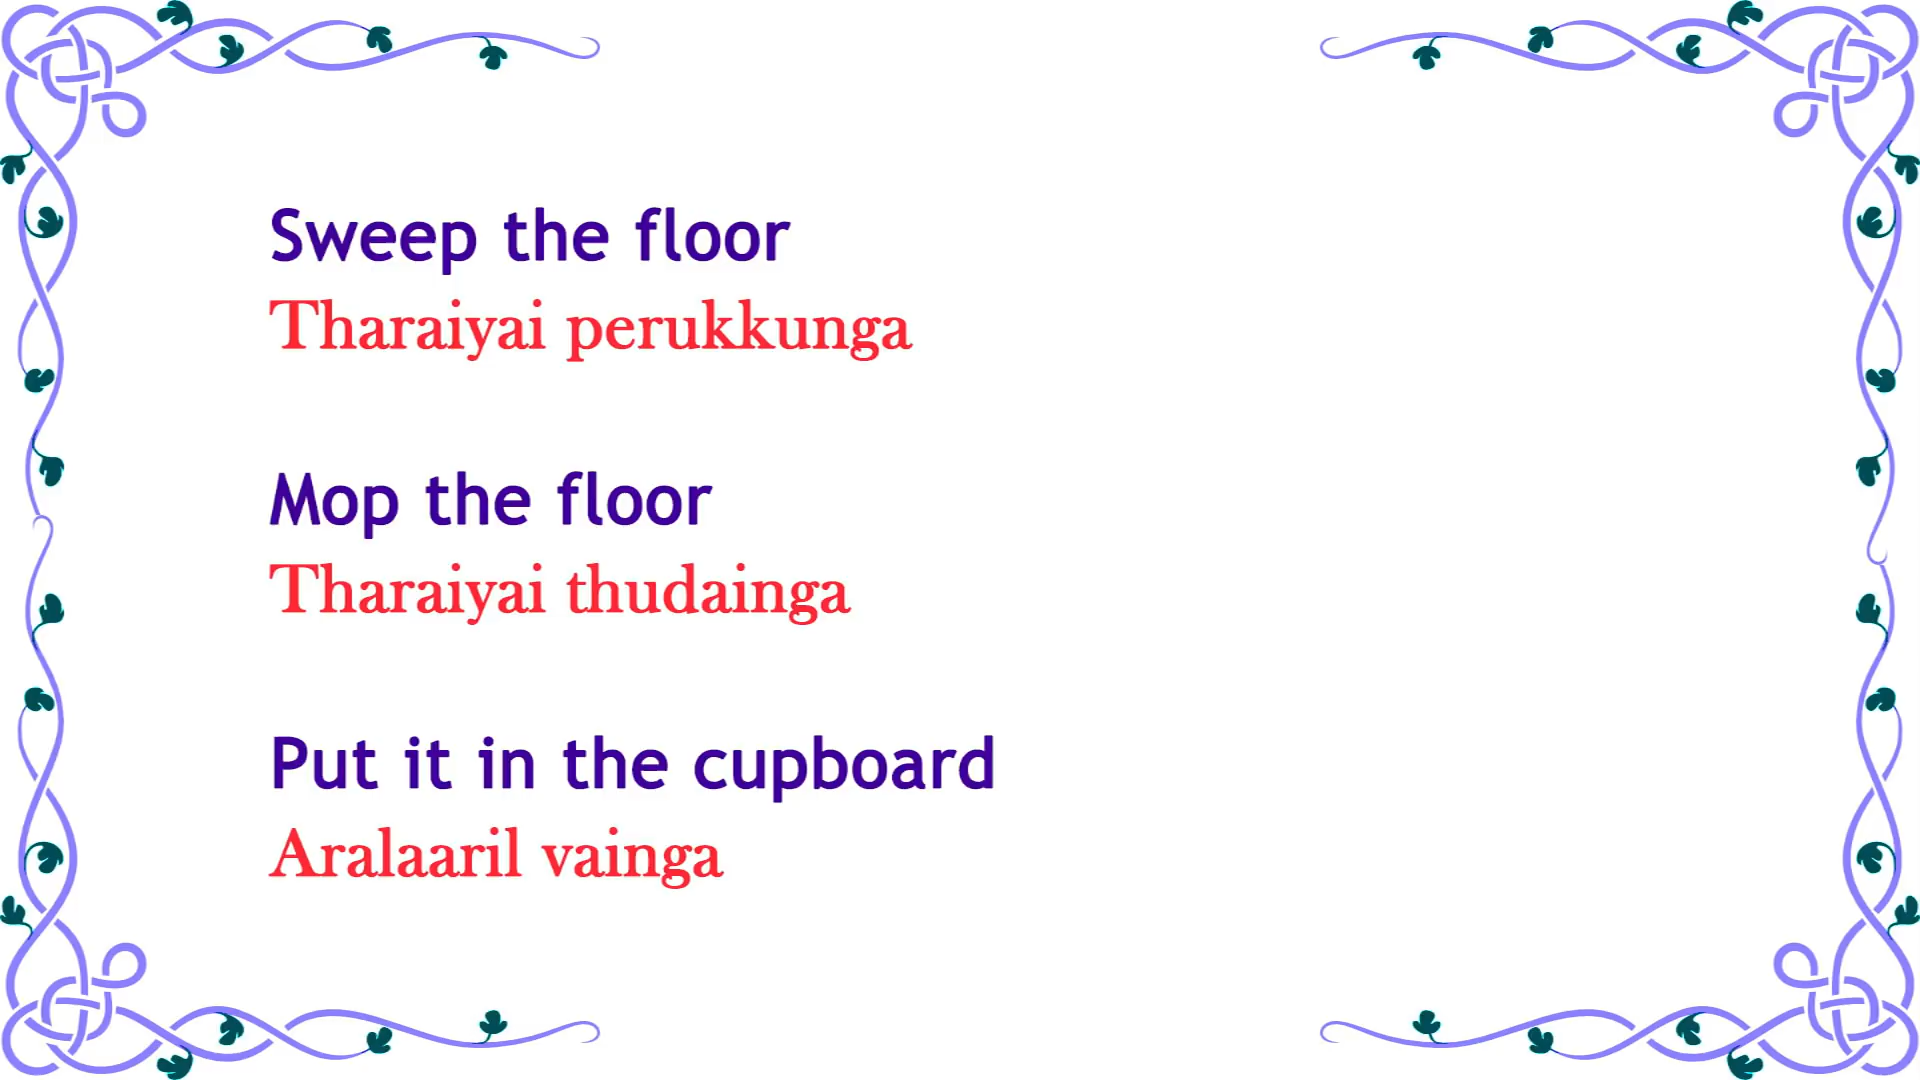 Sweep the floor
Tharaiyai perukkunga
Mop the floor
Tharaiyai thudainga
Put it in the cupboard
Aralaaril vainga